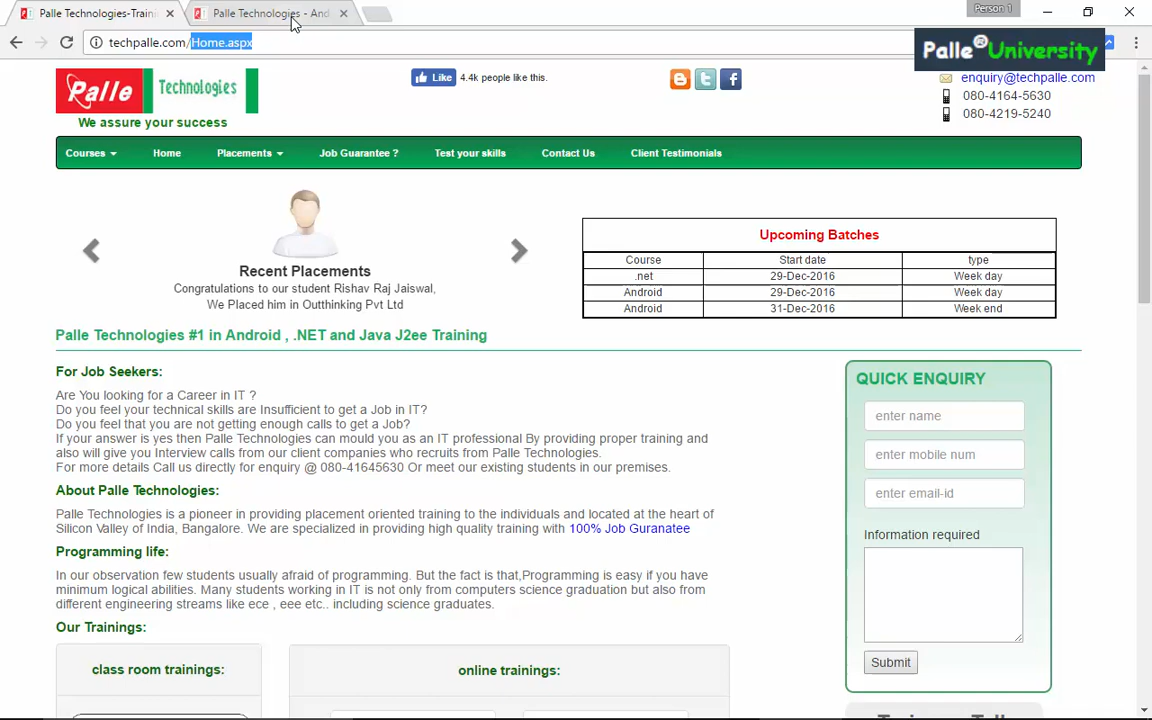 Palle Technologies-Traini
Palle Technologies - And
Person 1
techpalle.com/Home.aspx
Palle University
Palle Technologies
We assure your success
Like 4.4k people like this.
enquiry@techpalle.com
080-4164-5630
080-4219-5240
Courses Home Placements Job Guarantee ? Test your skills Contact Us Client Testimonials
Recent Placements
Congratulations to our student Rishav Raj Jaiswal,
We Placed him in Outthinking Pvt Ltd
Upcoming Batches
Course Start date type
.net 29-Dec-2016 Week day
Android 29-Dec-2016 Week day
Android 31-Dec-2016 Week end
Palle Technologies #1 in Android , .NET and Java J2ee Training
For Job Seekers:
Are You looking for a Career in IT ?
Do you feel your technical skills are Insufficient to get a Job in IT?
Do you feel that you are not getting enough calls to get a Job?
If your answer is yes then Palle Technologies can mould you as an IT professional By providing proper training and
also will give you Interview calls from our client companies who recruits from Palle Technologies.
For more details Call us directly for enquiry @ 080-41645630 Or meet our existing students in our premises.
About Palle Technologies:
Palle Technologies is a pioneer in providing placement oriented training to the individuals and located at the heart of
Silicon Valley of India, Bangalore. We are specialized in providing high quality training with 100% Job Guranatee
Programming life:
In our observation few students usually afraid of programming. But the fact is that,Programming is easy if you have
minimum logical abilities. Many students working in IT is not only from computers science graduation but also from
different engineering streams like ece , eee etc.. including science graduates.
Our Trainings:
class room trainings:
online trainings:
QUICK ENQUIRY
enter name
enter mobile num
enter email-id
Information required
Submit